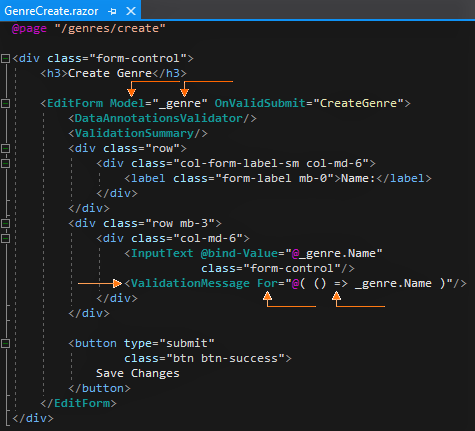 GenreCreate.razor
@page "/genres/create"
<div class="form-control">
<h3>Create Genre</h3>
<EditForm Model="_genre" OnValidSubmit="CreateGenre">
<DataAnnotationsValidator/>
<ValidationSummary/>
<div class="row">
<div class="col-form-label-sm col-md-6">
<label class="form-label mb-0">Name:</label>
</div>
</div>
<div class="row mb-3">
<div class="col-md-6">
<InputText @bind-Value="@_genre.Name"
class="form-control"/>
<ValidationMessage For="@( () => _genre.Name )"/>
</div>
</div>
<button type="submit"
class="btn btn-success">
Save Changes
</button>
</EditForm>
</div>